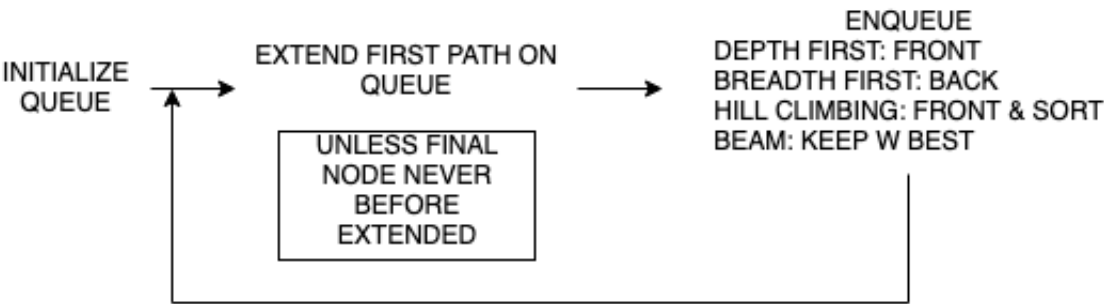 INITIALIZE
QUEUE
EXTEND FIRST PATH ON
QUEUE
UNLESS FINAL
NODE NEVER
BEFORE
EXTENDED
ENQUEUE
DEPTH FIRST: FRONT
BREADTH FIRST: BACK
HILL CLIMBING: FRONT & SORT
BEAM: KEEP W BEST